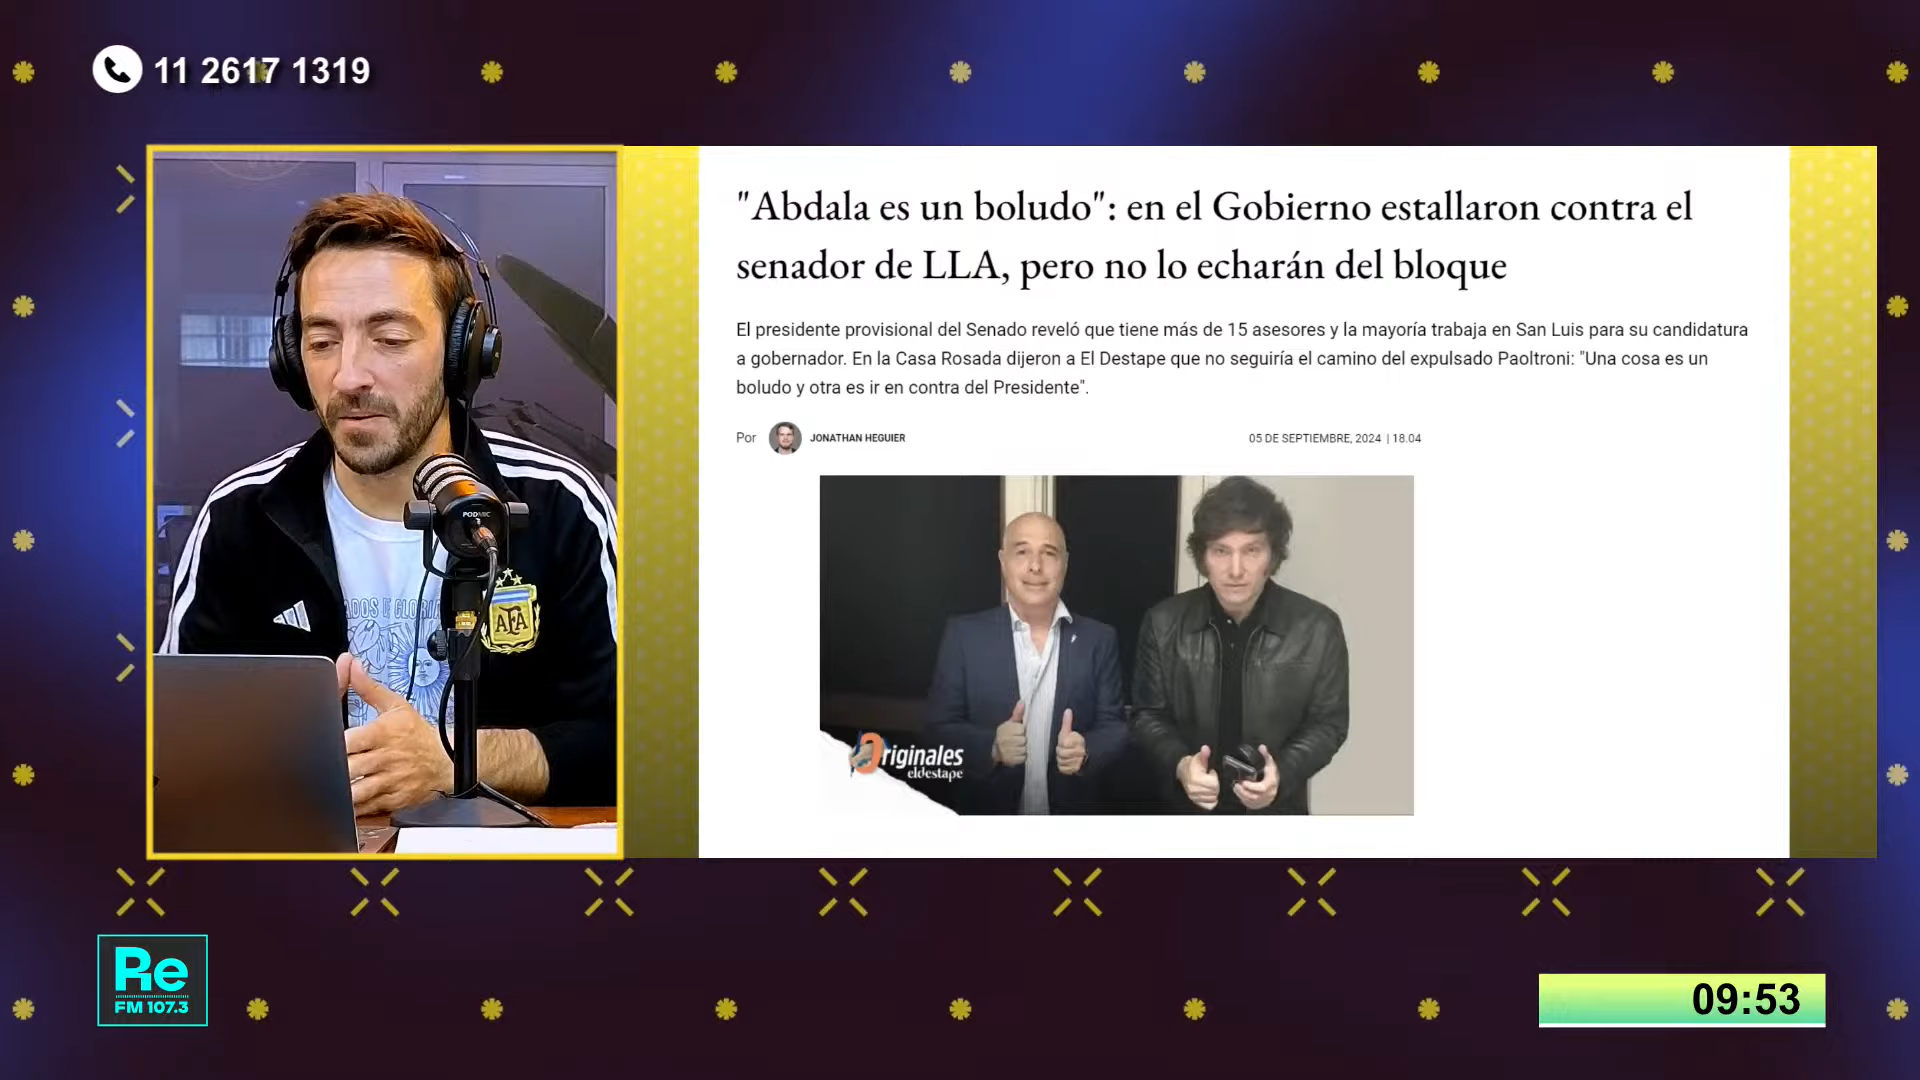 11 2617 1319
"Abdala es un boludo": en el Gobierno estallaron contra el
senador de LLA, pero no lo echarán del bloque
El presidente provisional del Senado reveló que tiene más de 15 asesores y la mayoría trabaja en San Luis para su candidatura
a gobernador. En la Casa Rosada dijeron a El Destape que no seguiría el camino del expulsado Paoltroni: "Una cosa es un
boludo y otra es ir en contra del Presidente".
Por JONATHAN HEGUIER 05 DE SEPTIEMBRE, 2024 | 18.04
PODMIC
ADOS DE GLORIA
AFA
Originales
eldestape
Re
FM 107.3
09:53